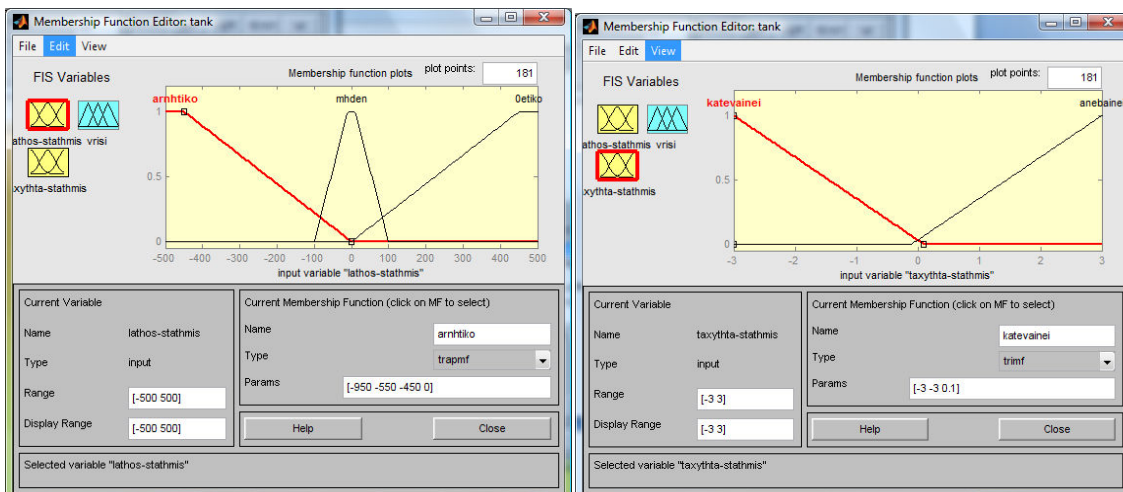 Membership Function Editor: tank
File Edit View
FIS Variables
Membership function plots plot points: 181
arnhtiko mhden 0etiko
1
0.5
0
athos-stathmis vrisi
xythta-stathmis
-500 -400 -300 -200 -100 0 100 200 300 400 500
input variable "lathos-stathmis"
Current Variable
Name lathos-stathmis
Type input
Range [-500 500]
Display Range [-500 500]
Current Membership Function (click on MF to select)
Name arnhtiko
Type trapmf
Params [-950 -550 -450 0]
Help Close
Selected variable "lathos-stathmis"
Membership Function Editor: tank
File Edit View
FIS Variables
Membership function plots plot points: 181
katevainei anebaine
1
0.5
0
athos-stathmis vrisi
xythta-stathmis
-3 -2 -1 0 1 2 3
input variable "taxythta-stathmis"
Current Variable
Name taxythta-stathmis
Type input
Range [-3 3]
Display Range [-3 3]
Current Membership Function (click on MF to select)
Name katevainei
Type trimf
Params [-3 -3 0.1]
Help Close
Selected variable "taxythta-stathmis"